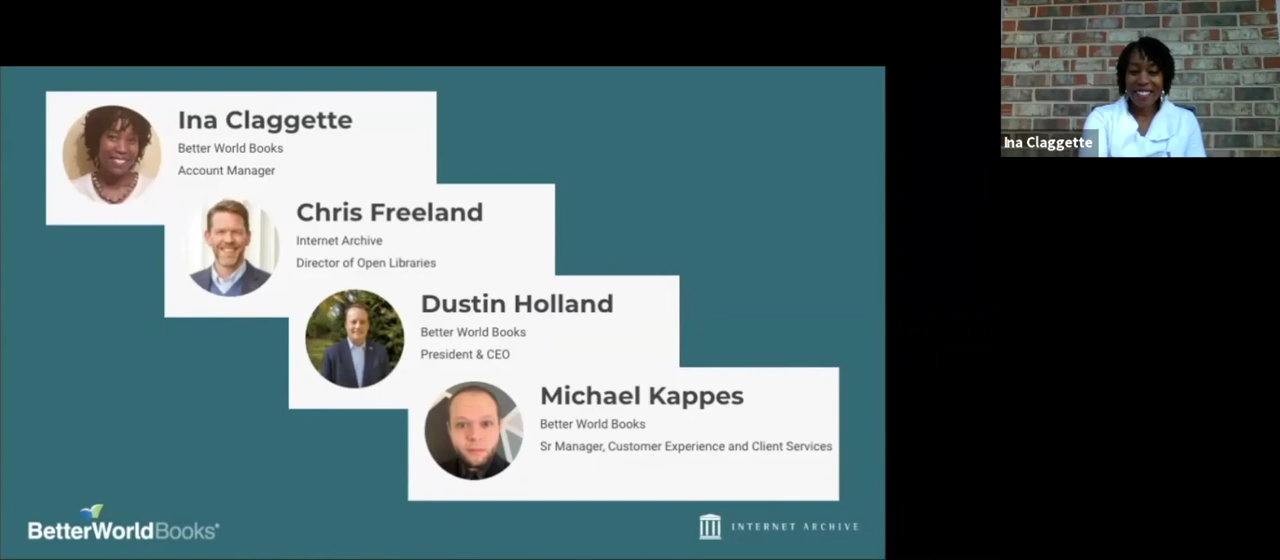 Ina Claggette
Better World Books
Account Manager
Chris Freeland
Internet Archive
Director of Open Libraries
Dustin Holland
Better World Books
President & CEO
Michael Kappes
Better World Books
Sr Manager, Customer Experience and Client Services
BetterWorldBooks®
INTERNET ARCHIVE
Ina Claggette